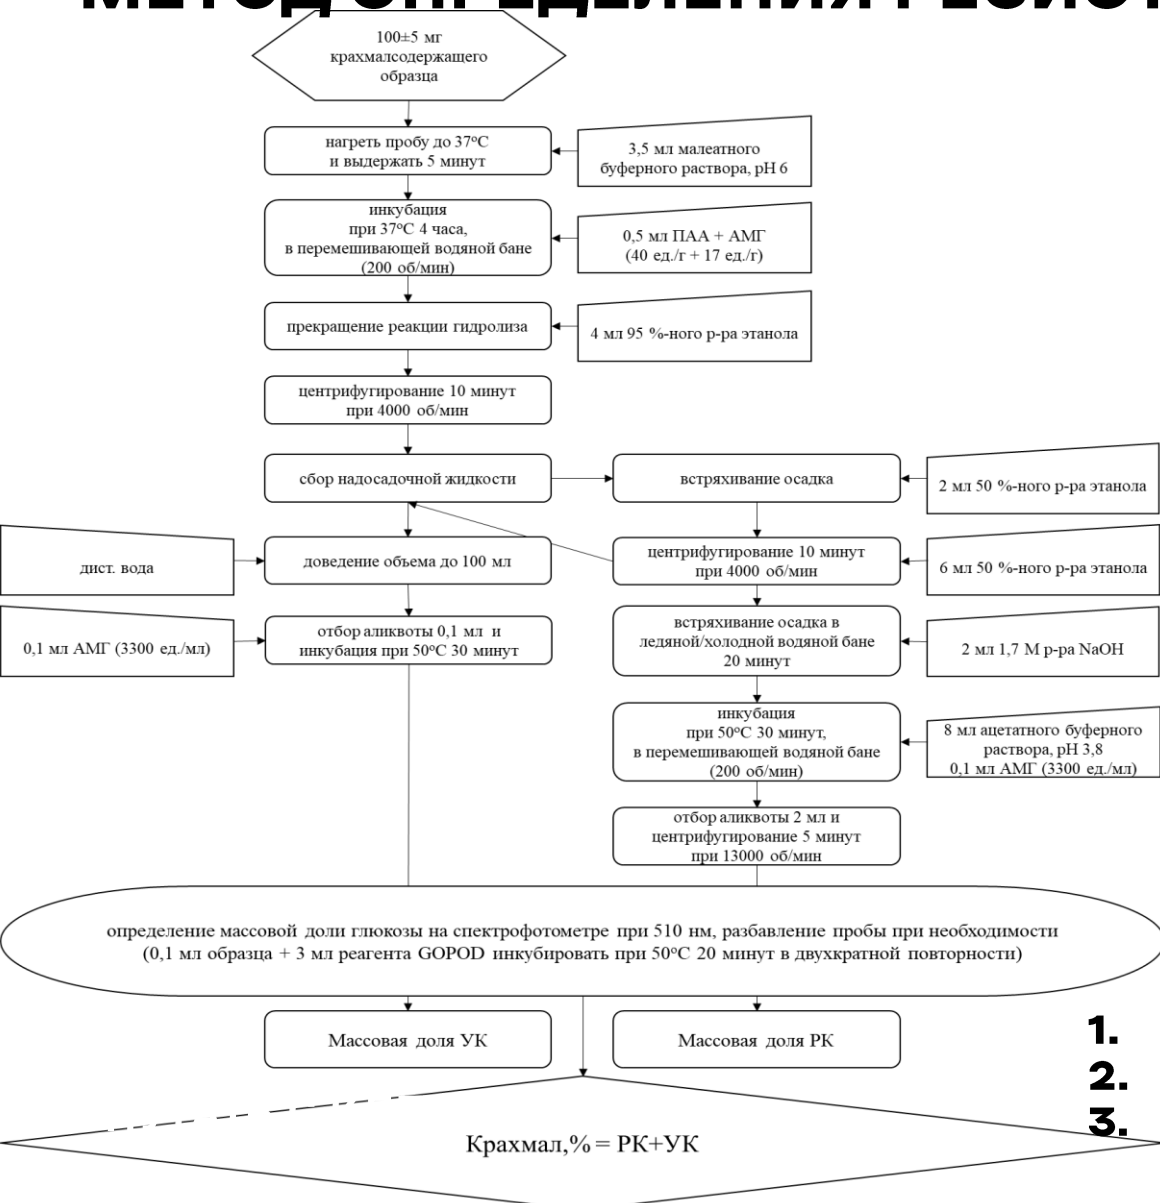 МЕТОД ОПРЕДЕЛЕНИЯ
100±5 мг
крахмалсодержащего
образца
нагреть пробу до 37°С
и выдержать 5 минут
3,5 мл малеатного
буферного раствора, pH 6
инкубация
при 37°С 4 часа,
в перемешивающей водяной бане
(200 об/мин)
0,5 мл ПАА + АМГ
(40 ед./г + 17 ед./г)
прекращение реакции гидролиза
4 мл 95 %-ного р-ра этанола
центрифугирование 10 минут
при 4000 об/мин
сбор надосадочной жидкости
встряхивание осадка
2 мл 50 %-ного р-ра этанола
дист. вода
доведение объема до 100 мл
центрифугирование 10 минут
при 4000 об/мин
6 мл 50 %-ного р-ра этанола
0,1 мл АМГ (3300 ед./мл)
отбор аликвоты 0,1 мл и
инкубация при 50°С 30 минут
встряхивание осадка в
ледяной/холодной водяной бане
20 минут
2 мл 1,7 М р-ра NaOH
инкубация
при 50°С 30 минут,
в перемешивающей водяной бане
(200 об/мин)
8 мл ацетатного буферного
раствора, pH 3,8
0,1 мл АМГ (3300 ед./мл)
отбор аликвоты 2 мл и
центрифугирование 5 минут
при 13000 об/мин
определение массовой доли глюкозы на спектрофотометре при 510 нм, разбавление пробы при необходимости
(0,1 мл образца + 3 мл реагента GOPOD инкубировать при 50°С 20 минут в двухкратной повторности)
Массовая доля УК
Массовая доля РК
1.
2.
3.
Крахмал,% = РК+УК